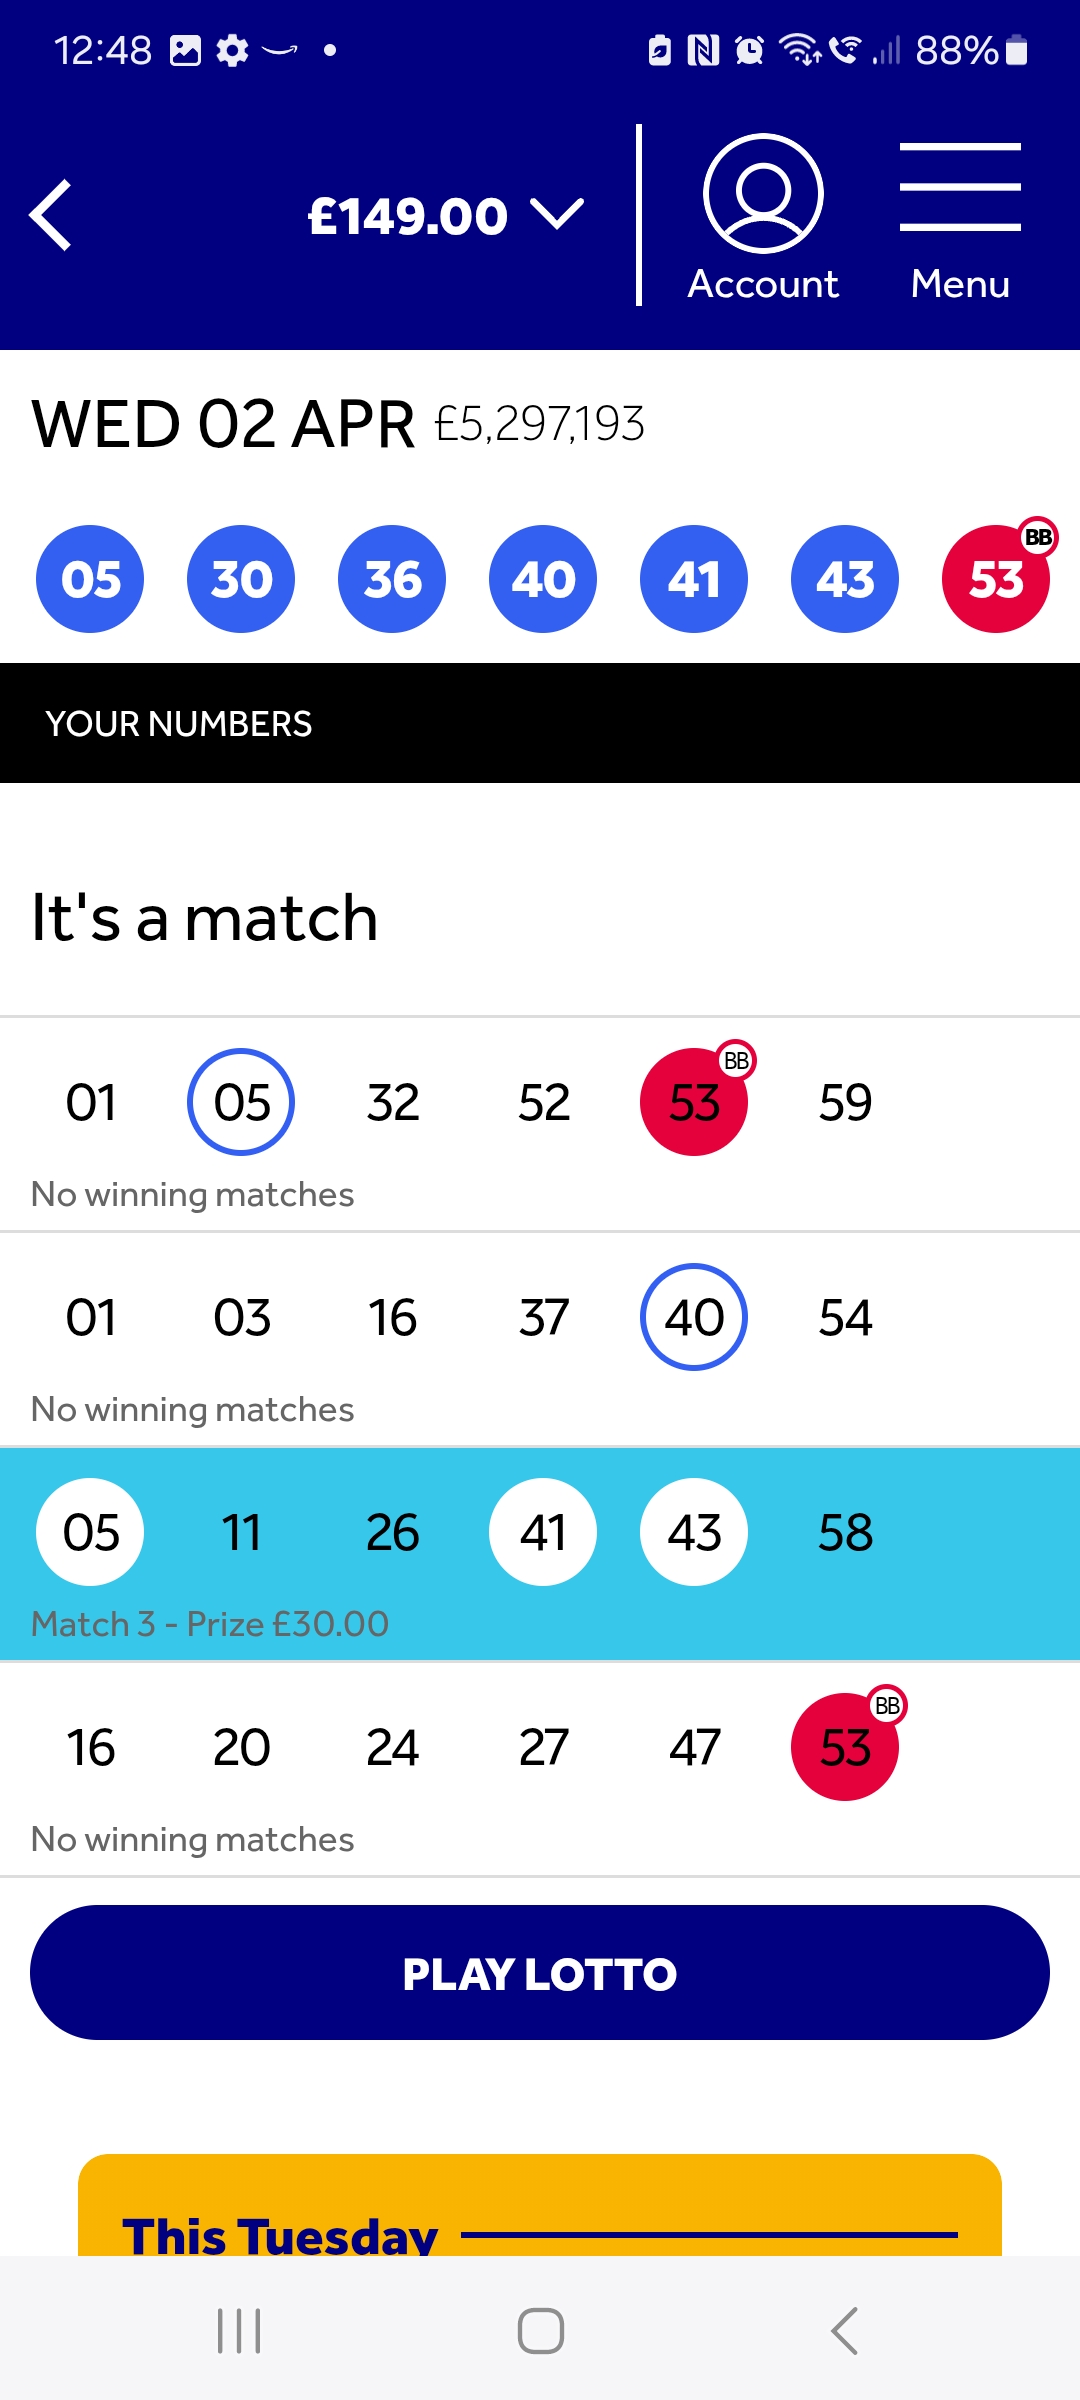 12:48 88%
£149.00
Account Menu
WED 02 APR £5,297,193
BB
05 30 36 40 41 43 53
YOUR NUMBERS
It's a match
BB
01 05 32 52 53 59
No winning matches
01 03 16 37 40 54
No winning matches
05 11 26 41 43 58
Match 3 - Prize £30.00
BB
16 20 24 27 47 53
No winning matches
PLAY LOTTO
This Tuesday